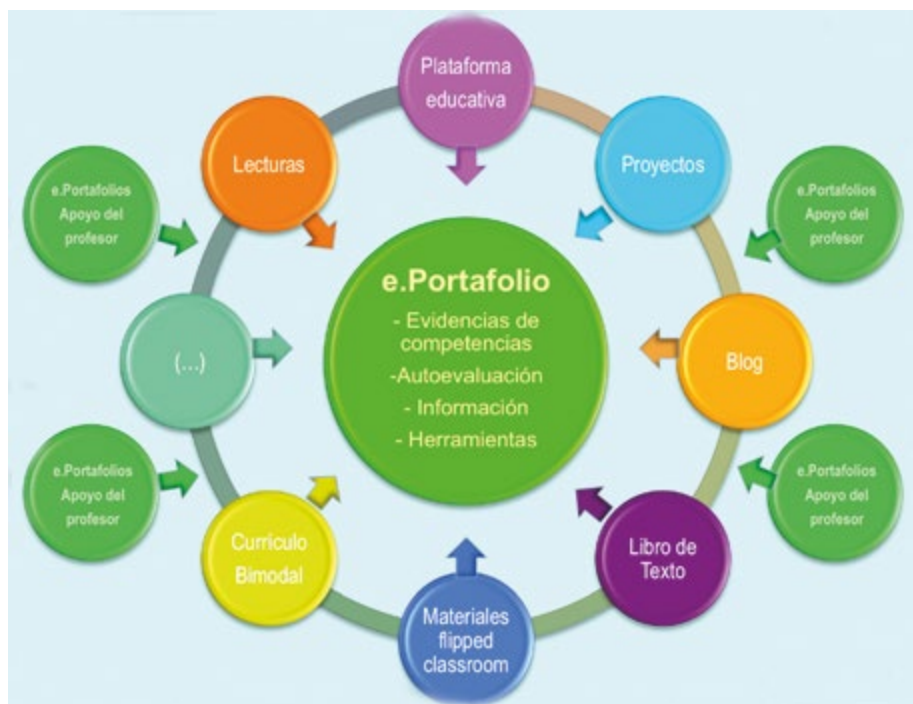 Plataforma
educativa
Lecturas
Proyectos
e.Portafolios
Apoyo del
profesor
e.Portafolios
Apoyo del
profesor
e.Portafolio
- Evidencias de
competencias
-Autoevaluación
- Información
- Herramientas
(...)
Blog
e.Portafolios
Apoyo del
profesor
e.Portafolios
Apoyo del
profesor
Currículo
Bimodal
Libro de
Texto
Materiales
flipped
classroom